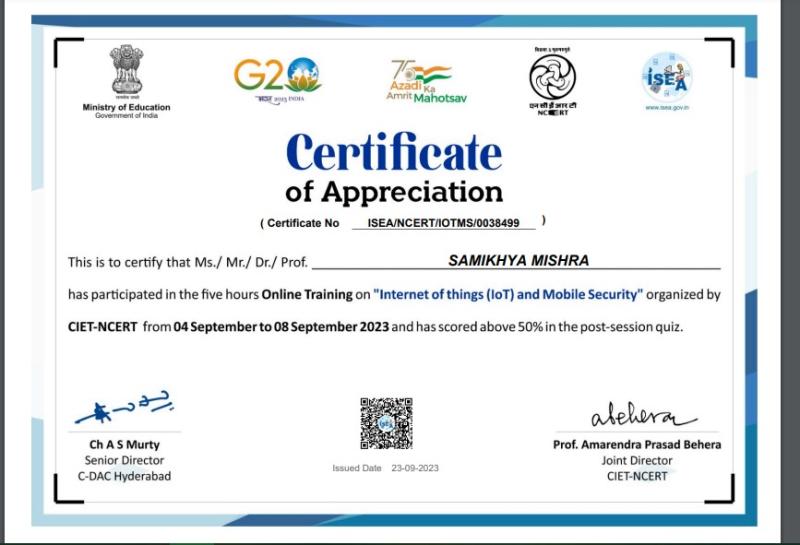 Ministry of Education
Government of India
G20
भारत 2023 INDIA
75
Azadi Ka
Amrit Mahotsav
विद्यया ऽ मृतमश्नुते
एन सी ई आर टी
NCERT
ISEA
www.isea.gov.in
Certificate
of Appreciation
( Certificate No ISEA/NCERT/IOTMS/0038499 )
This is to certify that Ms./ Mr./ Dr./ Prof. SAMIKHYA MISHRA
has participated in the five hours Online Training on "Internet of things (IoT) and Mobile Security" organized by
CIET-NCERT from 04 September to 08 September 2023 and has scored above 50% in the post-session quiz.
abehera
Ch A S Murty
Senior Director
C-DAC Hyderabad
Issued Date 23-09-2023
Prof. Amarendra Prasad Behera
Joint Director
CIET-NCERT